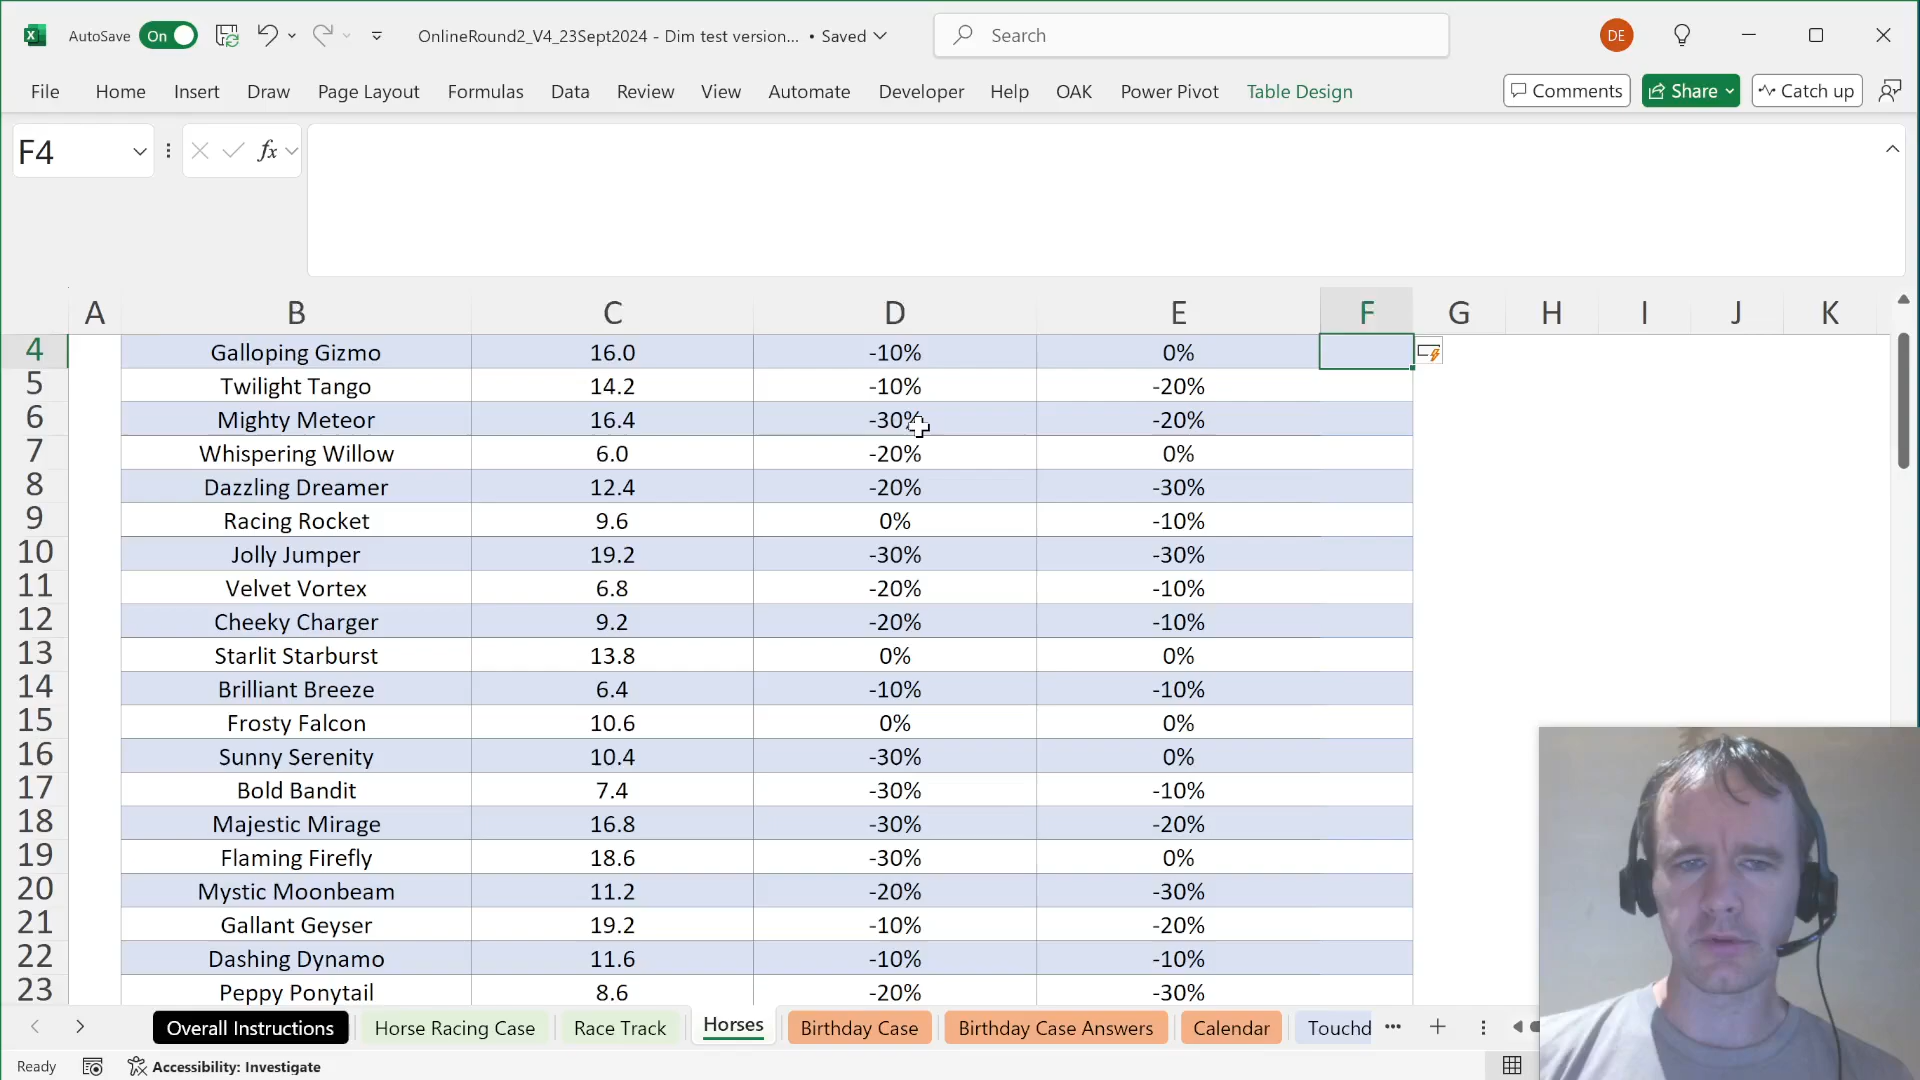 AutoSave On OnlineRound2_V4_23Sept2024 - Dim test version... • Saved Search DE
File Home Insert Draw Page Layout Formulas Data Review View Automate Developer Help OAK Power Pivot Table Design Comments Share Catch up
F4 fx
A B C D E F G H I J K
4 Galloping Gizmo 16.0 -10% 0%
5 Twilight Tango 14.2 -10% -20%
6 Mighty Meteor 16.4 -30% -20%
7 Whispering Willow 6.0 -20% 0%
8 Dazzling Dreamer 12.4 -20% -30%
9 Racing Rocket 9.6 0% -10%
10 Jolly Jumper 19.2 -30% -30%
11 Velvet Vortex 6.8 -20% -10%
12 Cheeky Charger 9.2 -20% -10%
13 Starlit Starburst 13.8 0% 0%
14 Brilliant Breeze 6.4 -10% -10%
15 Frosty Falcon 10.6 0% 0%
16 Sunny Serenity 10.4 -30% 0%
17 Bold Bandit 7.4 -30% -10%
18 Majestic Mirage 16.8 -30% -20%
19 Flaming Firefly 18.6 -30% 0%
20 Mystic Moonbeam 11.2 -20% -30%
21 Gallant Geyser 19.2 -10% -20%
22 Dashing Dynamo 11.6 -10% -10%
23 Peppy Ponytail 8.6 -20% -30%
Overall Instructions Horse Racing Case Race Track Horses Birthday Case Birthday Case Answers Calendar Touchd ...
Ready Accessibility: Investigate